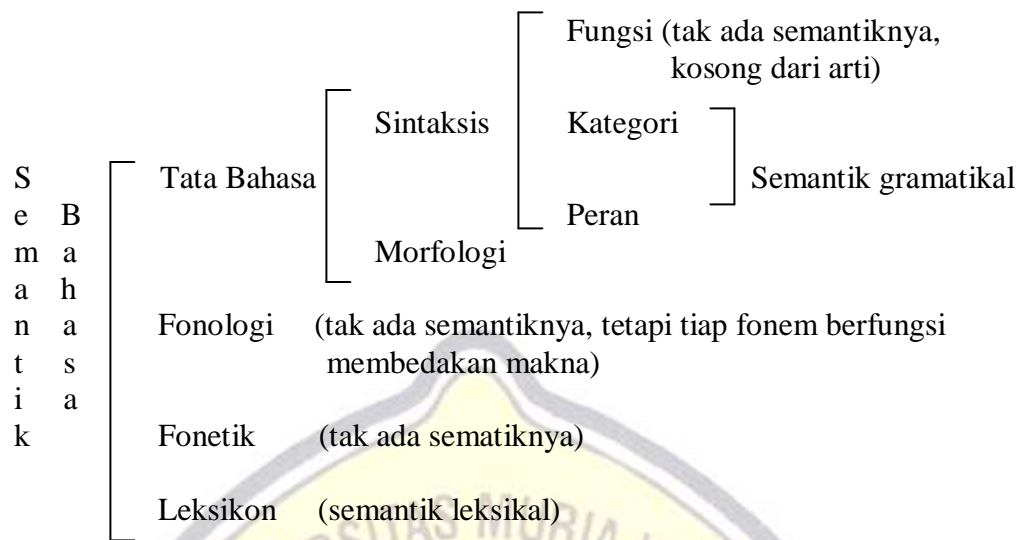 Fungsi (tak ada semantiknya,
kosong dari arti)
Sintaksis Kategori
Tata Bahasa Semantik gramatikal
Peran
Morfologi
Semantik Bahasa
Fonologi (tak ada semantiknya, tetapi tiap fonem berfungsi
membedakan makna)
Fonetik (tak ada sematiknya)
Leksikon (semantik leksikal)
MURIA